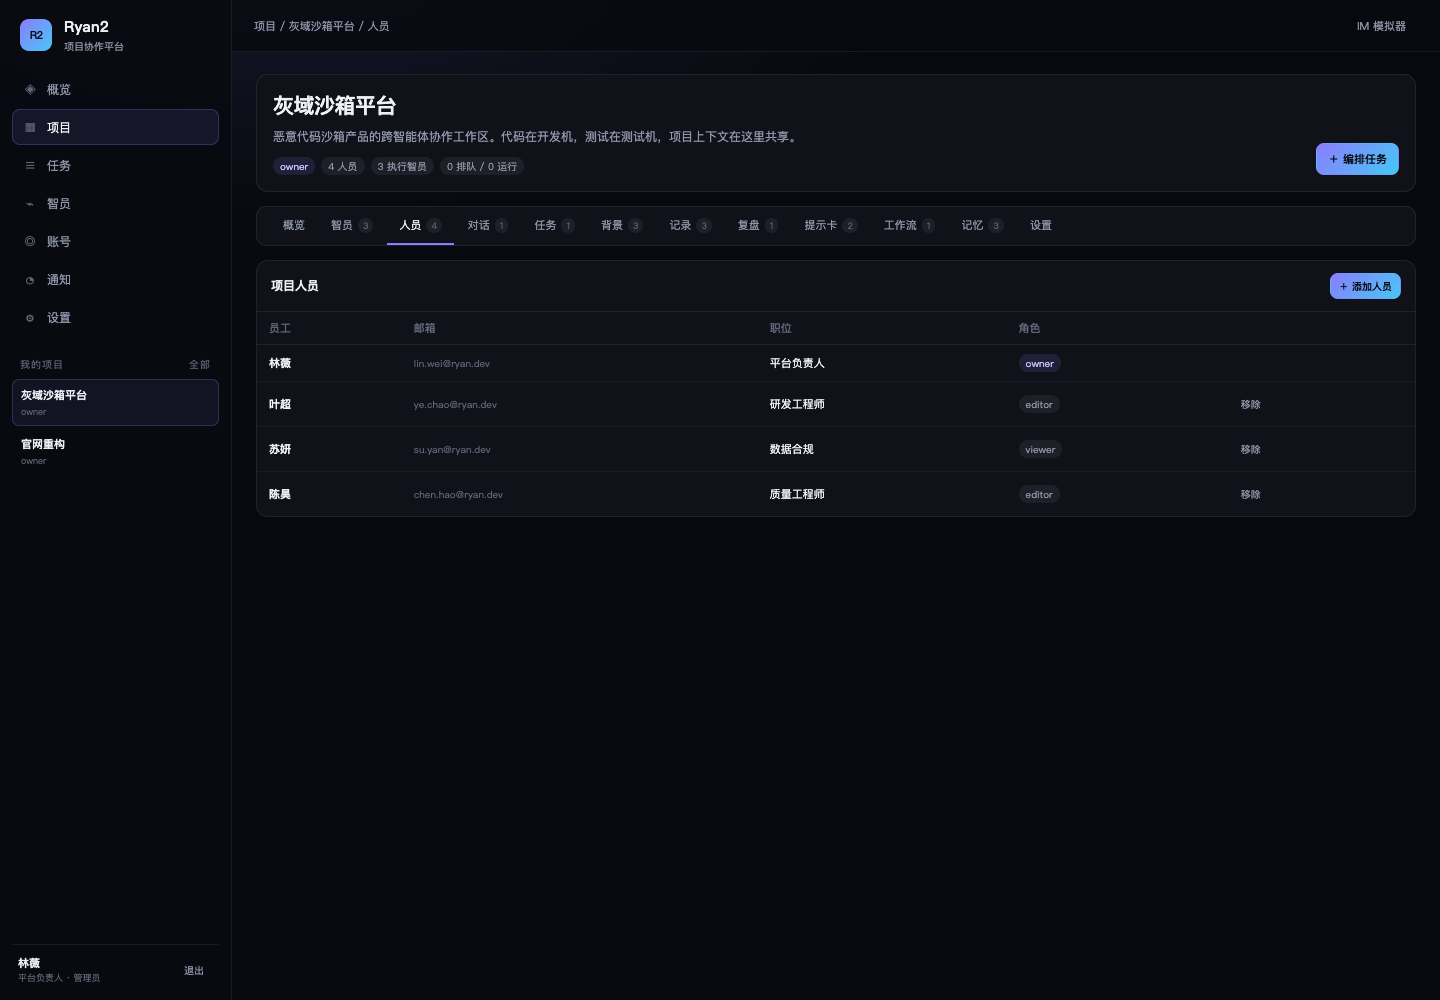 R2
Ryan2
项目协作平台
概览
项目
任务
智员
账号
通知
设置
我的项目 全部
灰域沙箱平台
owner
官网重构
owner
林薇
平台负责人 · 管理员
退出
项目 / 灰域沙箱平台 / 人员
IM 模拟器
灰域沙箱平台
恶意代码沙箱产品的跨智能体协作工作区。代码在开发机，测试在测试机，项目上下文在这里共享。
owner 4 人员 3 执行智员 0 排队 / 0 运行
+ 编排任务
概览 智员 3 人员 4 对话 1 任务 1 背景 3 记录 3 复盘 1 提示卡 2 工作流 1 记忆 3 设置
项目人员
+ 添加人员
员工 邮箱 职位 角色
林薇 lin.wei@ryan.dev 平台负责人 owner
叶超 ye.chao@ryan.dev 研发工程师 editor 移除
苏妍 su.yan@ryan.dev 数据合规 viewer 移除
陈昊 chen.hao@ryan.dev 质量工程师 editor 移除